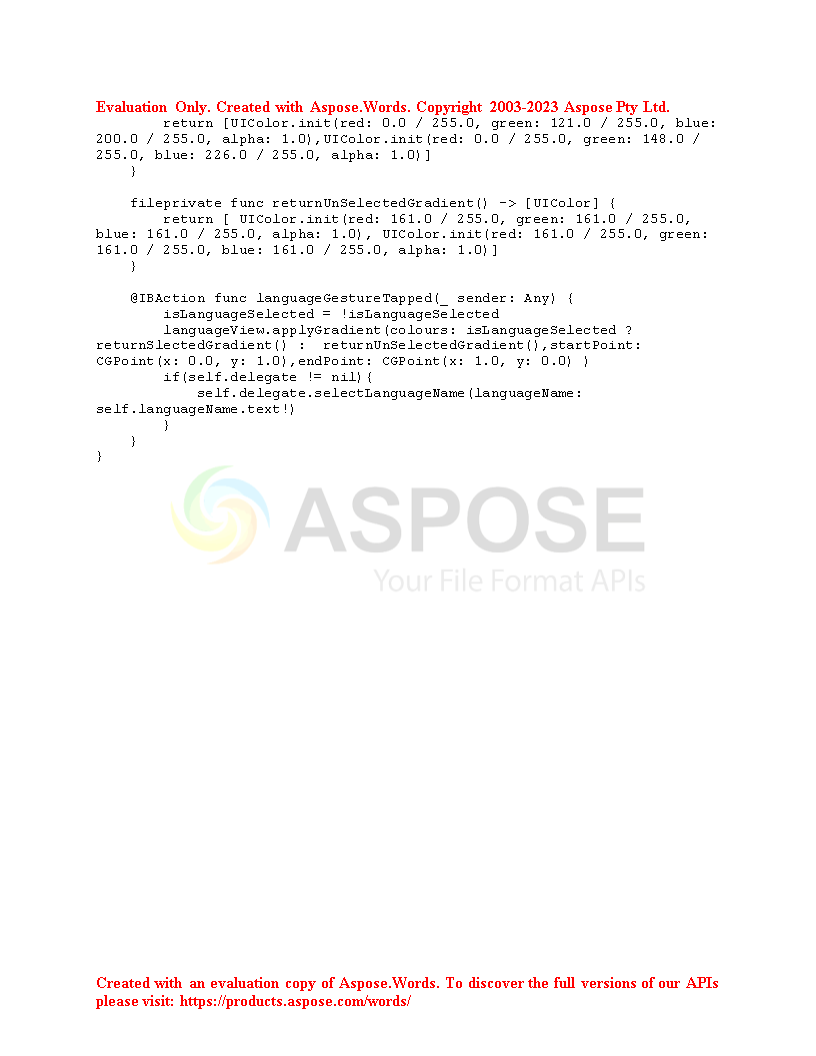 Evaluation Only. Created with Aspose.Words. Copyright 2003-2023 Aspose Pty Ltd.
        return [UIColor.init(red: 0.0 / 255.0, green: 121.0 / 255.0, blue:
200.0 / 255.0, alpha: 1.0),UIColor.init(red: 0.0 / 255.0, green: 148.0 /
255.0, blue: 226.0 / 255.0, alpha: 1.0)]
    }
    fileprivate func returnUnSelectedGradient() -> [UIColor] {
        return [ UIColor.init(red: 161.0 / 255.0, green: 161.0 / 255.0,
blue: 161.0 / 255.0, alpha: 1.0), UIColor.init(red: 161.0 / 255.0, green:
161.0 / 255.0, blue: 161.0 / 255.0, alpha: 1.0)]
    }
    @IBAction func languageGestureTapped(_ sender: Any) {
        isLanguageSelected = !isLanguageSelected
        languageView.applyGradient(colours: isLanguageSelected ?
returnSlectedGradient() :  returnUnSelectedGradient(),startPoint:
CGPoint(x: 0.0, y: 1.0),endPoint: CGPoint(x: 1.0, y: 0.0) )
        if(self.delegate != nil){
            self.delegate.selectLanguageName(languageName:
self.languageName.text!)
        }
    }
}
ASPOSE
Your File Format APIs
Created with an evaluation copy of Aspose.Words. To discover the full versions of our APIs
please visit: https://products.aspose.com/words/